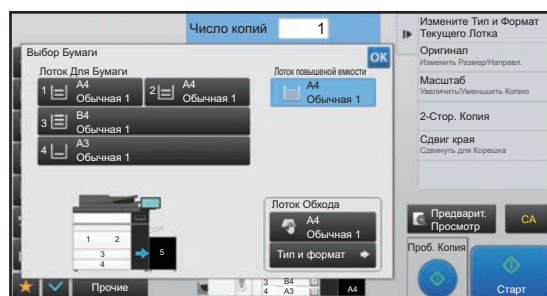 Число копий 1
Выбор Бумаги
OK
Лоток Для Бумаги
1 A4
Обычная 1
2 A4
Обычная 1
3 B4
Обычная 1
4 A3
Обычная 1
Лоток повышеной емкости
A4
Обычная 1
1 2
3
4
5
Лоток Обхода
A4
Обычная 1
Тип и формат
Прочие
3 B4
4 A3
A4
Измените Тип и Формат
Текущего Лотка
Оригинал
Изменить Размер/Направл.
Масштаб
Увеличить/Уменьшить Копию
2-Стор. Копия
Сдвиг края
Сдвинуть для Корешка
Предварит.
Просмотр
CA
Проб. Копия
Старт